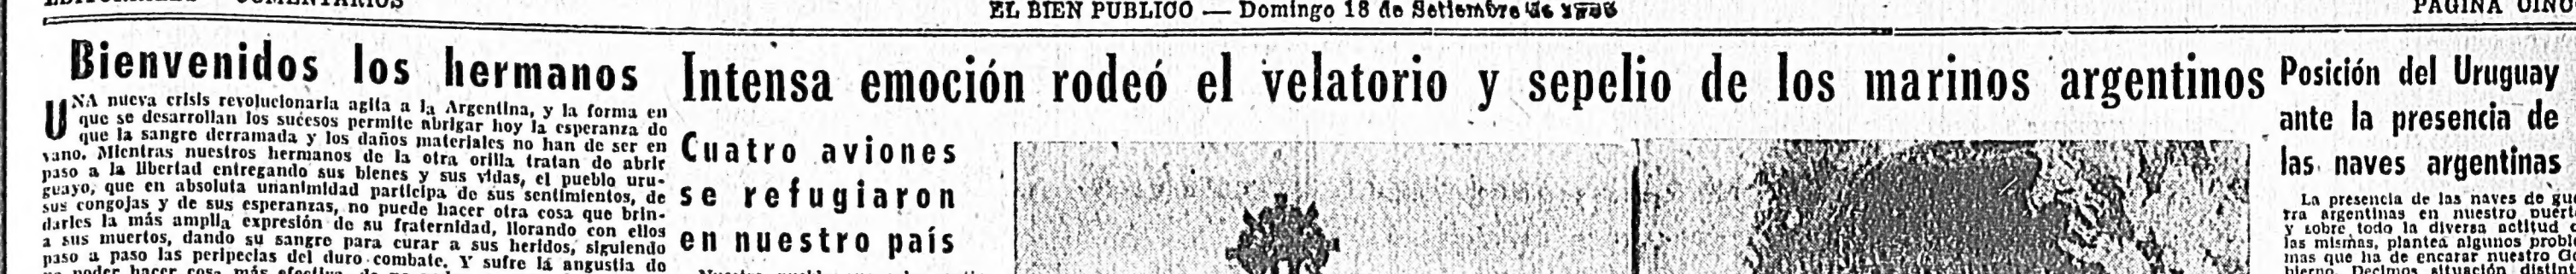 EL BIEN PUBLICO — Domingo 18 de Setiembre de
Bienvenidos los hermanos
UNA nueva crisis revolucionaria agita a la Argentina, y la forma en
que se desarrollan los sucesos permite abrigar hoy la esperanza de
que la sangre derramada y los daños materiales no han de ser en
vano. Mientras nuestros hermanos de la otra orilla tratan de abrir
paso a la libertad entregando sus bienes y sus vidas, el pueblo uru-
guayo, que en absoluta unanimidad participa de sus sentimientos, de
sus congojas y de sus esperanzas, no puede hacer otra cosa que brin-
darles la más amplia expresión de su fraternidad, llorando con ellos
a sus muertos, dando su sangre para curar a sus heridos, siguiendo
paso a paso las peripecias del duro combate. Y sufre la angustia de
Intensa emoción rodeó el velatorio y sepelio de los marinos argentinos
Cuatro aviones
se refugiaron
en nuestro país
Posición del Uruguay
ante la presencia de
las naves argentinas
La presencia de las naves de gue
rra argentinas en nuestro puer
y sobre todo la diversa actitud
las mismas, plantea algunos probl
mas que ha de encarar nuestro G